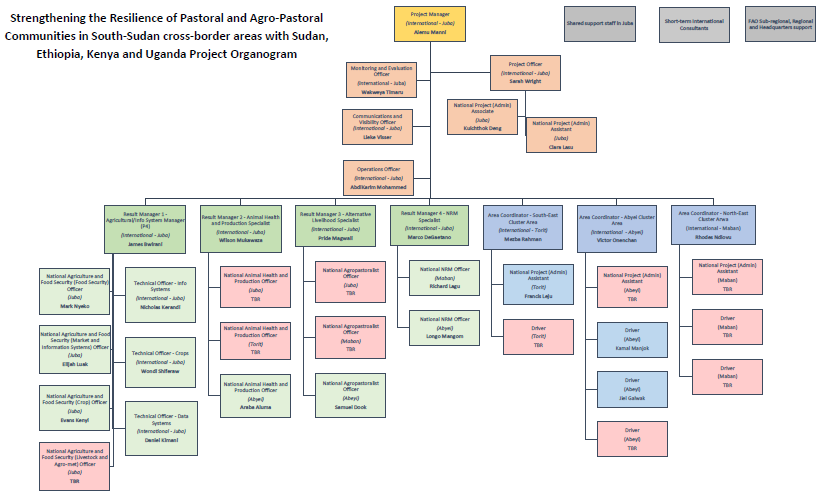 Strengthening the Resilience of Pastoral and Agro-Pastoral
Communities in South-Sudan cross-border areas with Sudan,
Ethiopia, Kenya and Uganda Project Organogram
Project Manager
(International - Juba)
Alemu Manni
Shared support staff in Juba
Short-term International
Consultants
FAO Sub-regional, Regional
and Headquarters support
Monitoring and Evaluation
Officer
(International - Juba)
Wakweya Timaru
Project Officer
(International - Juba)
Sarah Wright
Communications and
Visibility Officer
(International - Juba)
Lieke Visser
National Project (Admin)
Associate
(Juba)
Kuichthok Deng
National Project (Admin)
Assistant
(Juba)
Clara Lasu
Operations Officer
(International - Juba)
AbdiKarim Mohammed
Result Manager 1 -
Agricultural/Info System Manager
(P4)
(International - Juba)
James Bwirani
Result Manager 2 - Animal Health
and Production Specialist
(International - Juba)
Wilson Mukawaza
Result Manager 3 - Alternative
Livelihood Specialist
(International - Juba)
Pride Magwali
Result Manager 4 - NRM
Specialist
(International - Juba)
Marco DeGaetano
Area Coordinator - South-East
Cluster Area
(International - Torit)
Mesba Rahman
Area Coordinator - Abyei Cluster
Area
(International - Abyei)
Victor Onenchan
Area Coordinator - North-East
Cluster Area
(International - Maban)
Rhodes Ndlovu
National Agriculture and
Food Security (Food Security)
Officer
(Juba)
Mark Nyeko
National Agriculture and Food
Security (Market and
Information Systems) Officer
(Juba)
Elijah Luak
National Agriculture and
Food Security (Crop) Officer
(Juba)
Evans Kenyi
National Agriculture and
Food Security (Livestock and
Agro-met) Officer
(Juba)
TBR
Technical Officer - Info
Systems
(International - Juba)
Nicholas Kerandi
Technical Officer - Crops
(International - Juba)
Wondi Shiferaw
Technical Officer - Data
Systems
(International - Juba)
Daniel Kimani
National Animal Health and
Production Officer
(Juba)
TBR
National Animal Health and
Production Officer
(Torit)
TBR
National Animal Health and
Production Officer
(Abyei)
Araba Aluma
National Agropastoralist
Officer
(Juba)
TBR
National Agropastoralist
Officer
(Maban)
TBR
National Agropastoralist
Officer
(Abeyi)
Samuel Dook
National NRM Officer
(Maban)
Richard Lagu
National NRM Officer
(Abyei)
Longo Mangom
National Project (Admin)
Assistant
(Torit)
Francis Laju
Driver
(Torit)
TBR
National Project (Admin)
Assistant
(Abeyi)
TBR
Driver
(Abeyi)
Kamal Manjok
Driver
(Abeyi)
Jiel Galwak
Driver
(Abeyi)
TBR
National Project (Admin)
Assistant
(Maban)
TBR
Driver
(Maban)
TBR
Driver
(Maban)
TBR